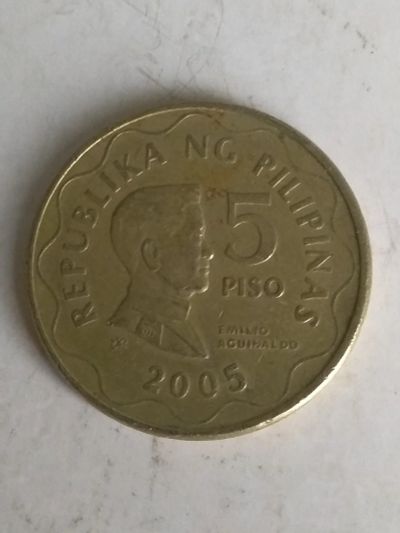 REPUBLIKA NG PILIPINAS
5
PISO
EMILIO
AGUINALDO
2005